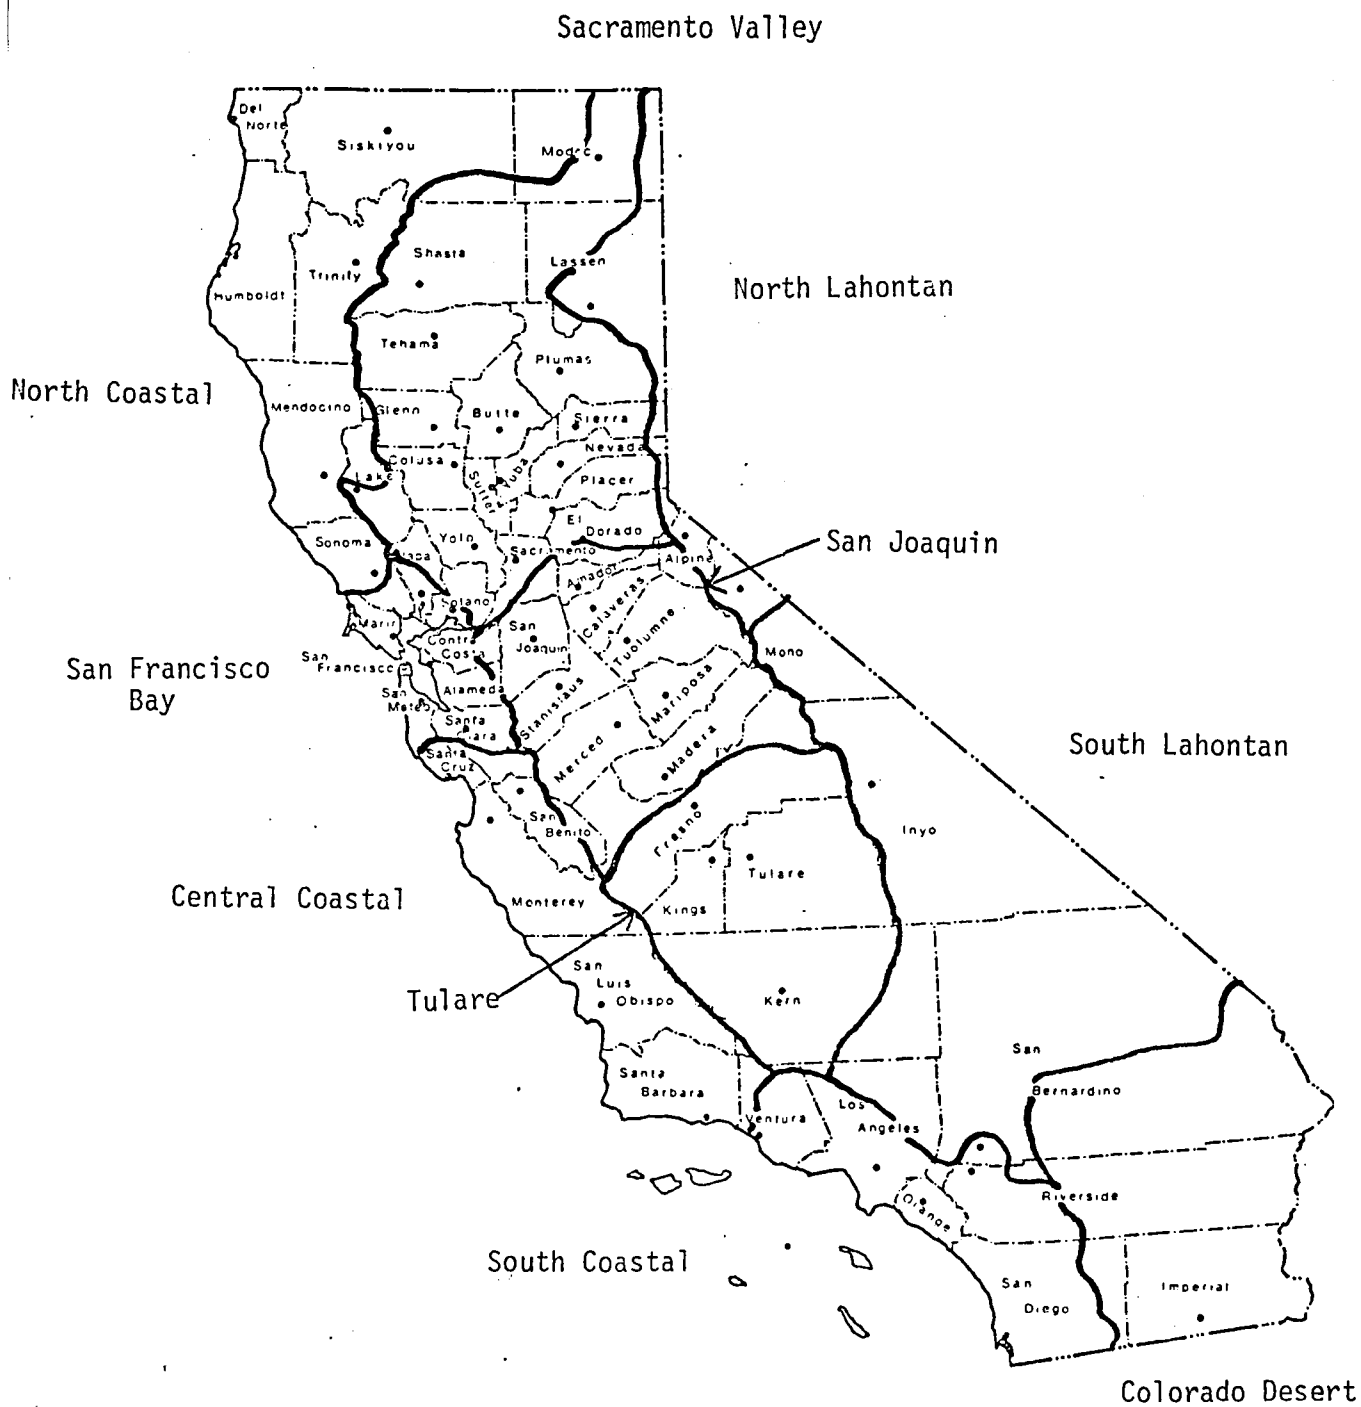 Sacramento Valley
Del
Norte
Siskiyou
Modoc
Shasta
Lassen
Trinity
Humboldt
North Lahontan
Tehama
Plumas
North Coastal
Mendocino
Glenn
Butte
Sierra
Nevada
Colusa
Lake
Sutter
Yuba
Placer
El
Dorado
Sonoma
Yolo
Napa
Sacramento
Alpine
San Joaquin
Amador
Solano
Calaveras
Marin
San
Joaquin
Tuolumne
Contra
Costa
Mono
San Francisco
Bay
San
Francisco
Alameda
Stanislaus
Mariposa
San
Mateo
Santa
Clara
Merced
Madera
South Lahontan
Santa
Cruz
San
Benito
Fresno
Inyo
Tulare
Central Coastal
Monterey
Kings
San
Luis
Obispo
Tulare
Kern
San
Bernardino
Santa
Barbara
Ventura
Los
Angeles
Orange
Riverside
South Coastal
San
Diego
Imperial
Colorado Desert